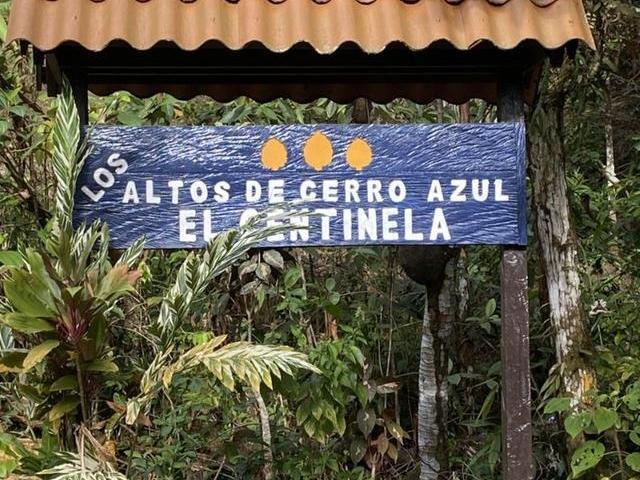 LOS ALTOS DE CERRO AZUL
EL CENTINELA